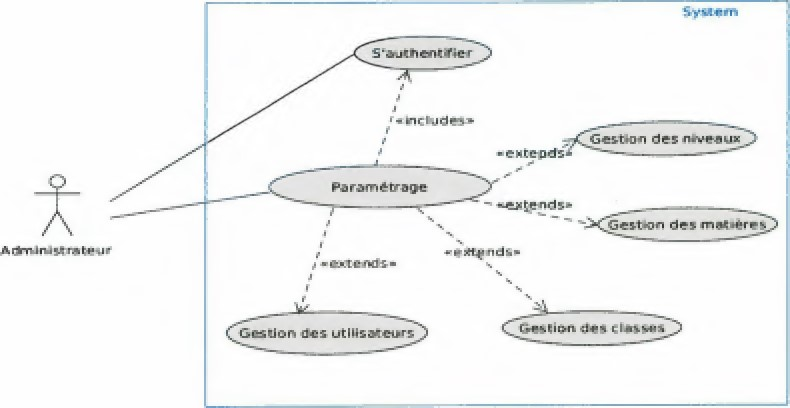 System
S'authentifier
«includes»
Gestion des niveaux
«extends»
Paramétrage
«extends»
Gestion des matières
Administrateur
«extends»
«extends»
Gestion des utilisateurs
Gestion des classes